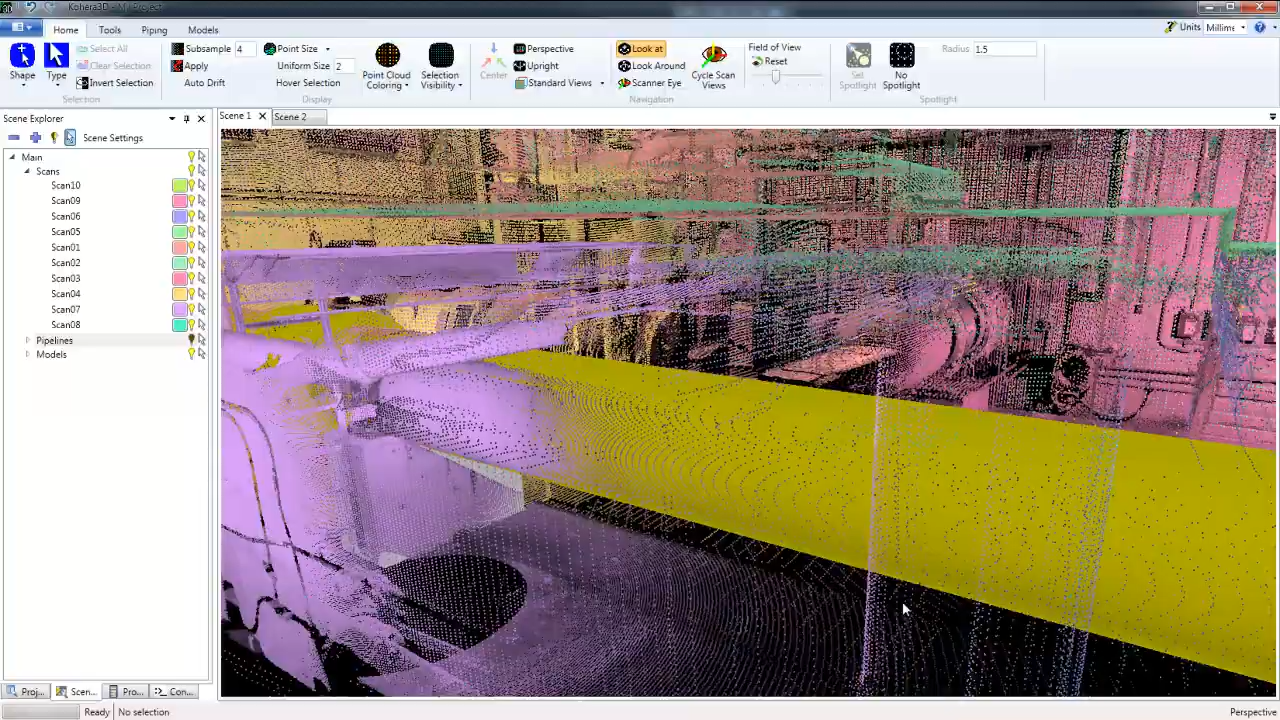 Kohera3D - My Project
Home Tools Piping Models Units Millime
Select All Subsample 4 Point Size Perspective Look at Field of View Radius 1.5
Shape Type Clear Selection Apply Uniform Size 2 Point Cloud Coloring Selection Visibility Center Upright Look Around Cycle Scan Views Reset Set Spotlight No Spotlight
Invert Selection Auto Drift Hover Selection Standard Views Scanner Eye
Selection Display Navigation Spotlight
Scene Explorer Scene 1 Scene 2
Scene Settings
Main
Scans
Scan10
Scan09
Scan06
Scan05
Scan01
Scan02
Scan03
Scan04
Scan07
Scan08
Pipelines
Models
Proj... Scen... Pro... Con...
Ready No selection Perspective